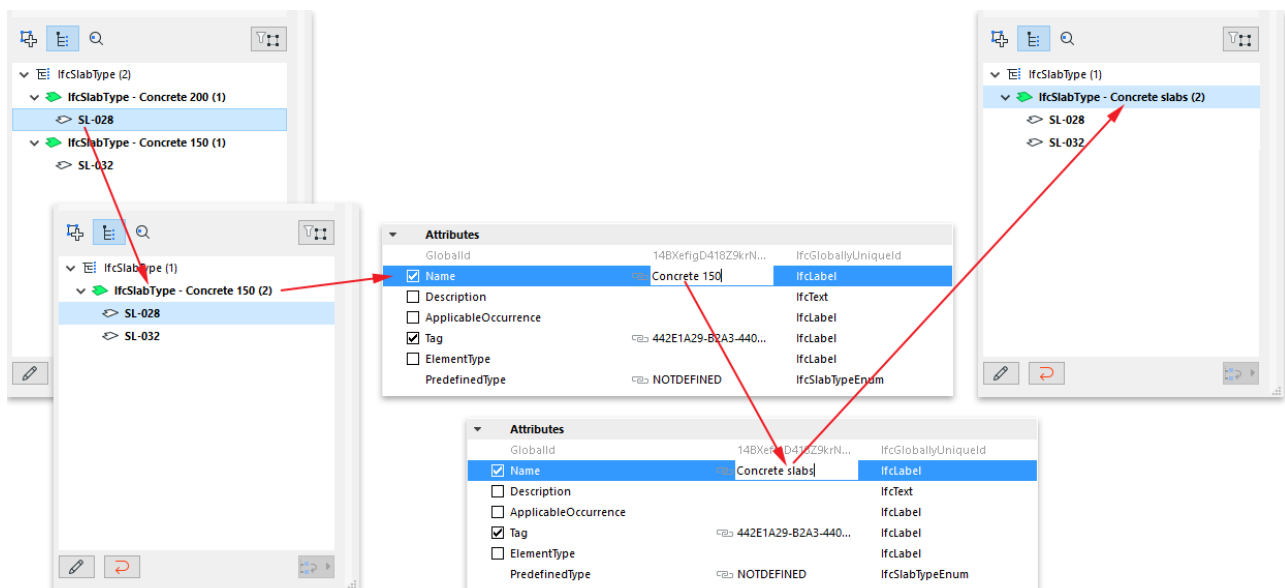 IfcSlabType (2)
IfcSlabType - Concrete 200 (1)
SL-028
IfcSlabType - Concrete 150 (1)
SL-032
IfcSlabType (1)
IfcSlabType - Concrete 150 (2)
SL-028
SL-032
Attributes
GlobalId 14BXefigD418Z9krN... IfcGloballyUniqueId
Name Concrete 150 IfcLabel
Description IfcText
ApplicableOccurrence IfcLabel
Tag 442E1A29-B2A3-440... IfcLabel
ElementType IfcLabel
PredefinedType NOTDEFINED IfcSlabTypeEnum
Attributes
GlobalId 14BXefigD418Z9krN... IfcGloballyUniqueId
Name Concrete slabs IfcLabel
Description IfcText
ApplicableOccurrence IfcLabel
Tag 442E1A29-B2A3-440... IfcLabel
ElementType IfcLabel
PredefinedType NOTDEFINED IfcSlabTypeEnum
IfcSlabType (1)
IfcSlabType - Concrete slabs (2)
SL-028
SL-032